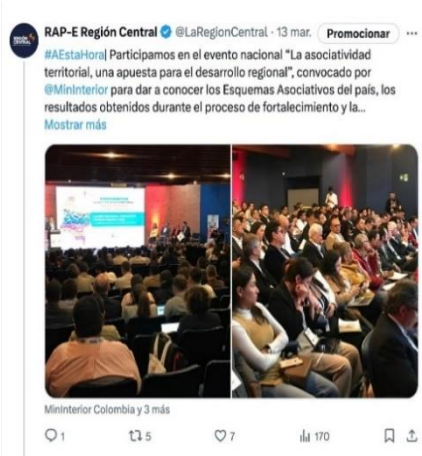 RAP-E Región Central @LaRegionCentral · 13 mar. Promocionar ...
#AEstaHora| Participamos en el evento nacional “La asociatividad
territorial, una apuesta para el desarrollo regional”, convocado por
@MinInterior para dar a conocer los Esquemas Asociativos del país, los
resultados obtenidos durante el proceso de fortalecimiento y la...
Mostrar más
MinInterior Colombia y 3 más
1 5 7 170